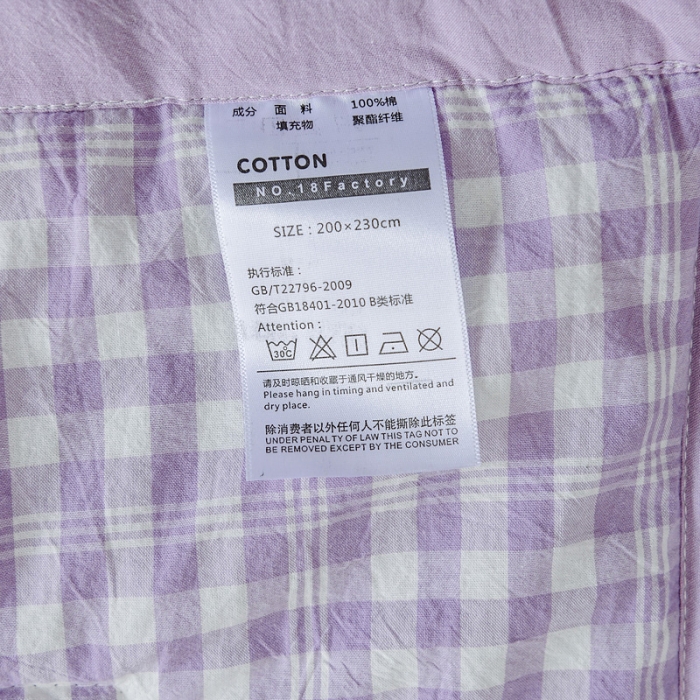 成分 面 料 100%棉
填充物 聚酯纤维
COTTON
NO.18Factory
SIZE：200×230cm
执行标准：
GB/T22796-2009
符合GB18401-2010 B类标准
Attention：
30C
请及时晾晒和收藏于通风干燥的地方。
Please hang in timing and ventilated and
dry place.
除消费者以外任何人不能撕除此标签
UNDER PENALTY OF LAW THIS TAG NOT TO
BE REMOVED EXCEPT BY THE CONSUMER